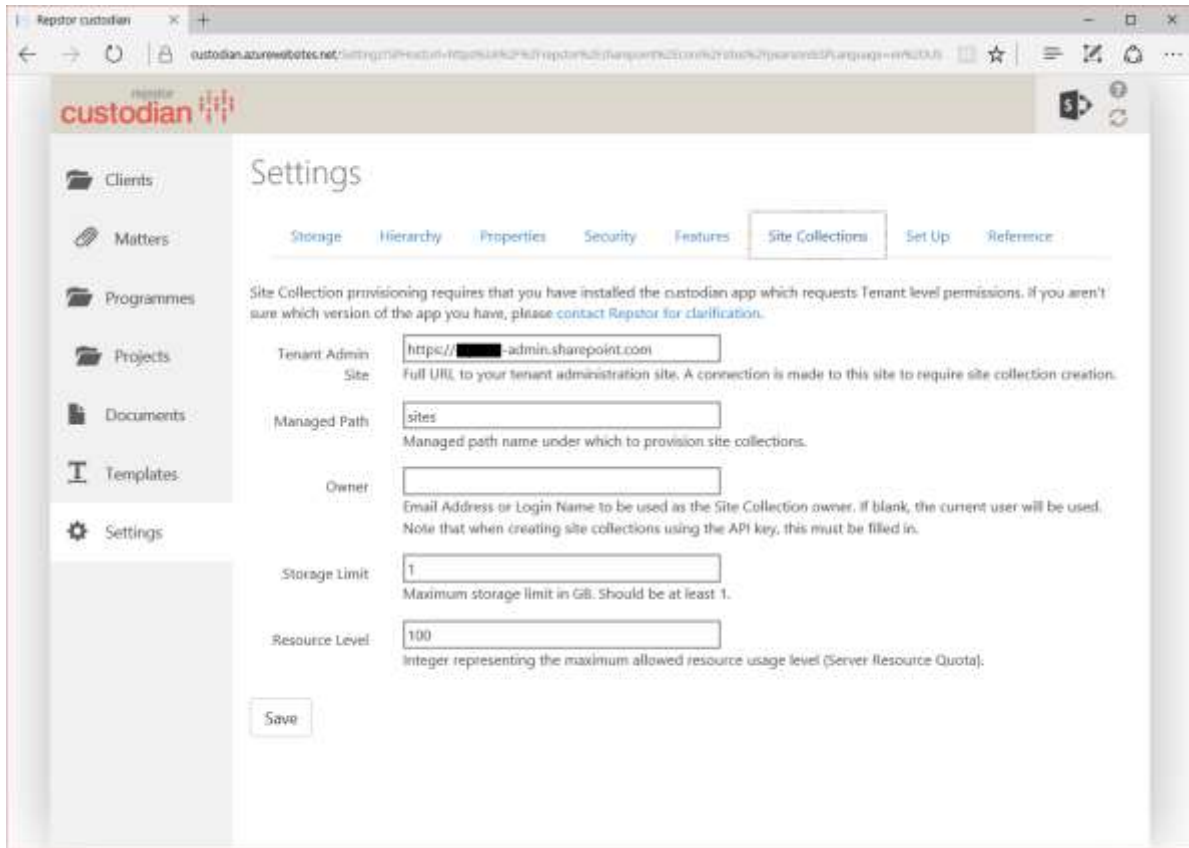 Repstor custodian
repstor
custodian
Clients
Matters
Programmes
Projects
Documents
Templates
Settings
Settings
Storage Hierarchy Properties Security Features Site Collections Set Up Reference
Site Collection provisioning requires that you have installed the custodian app which requests Tenant level permissions. If you aren't
sure which version of the app you have, please contact Repstor for clarification.
Tenant Admin
Site
https:// -admin.sharepoint.com
Full URL to your tenant administration site. A connection is made to this site to require site collection creation.
Managed Path
sites
Managed path name under which to provision site collections.
Owner
Email Address or Login Name to be used as the Site Collection owner. If blank, the current user will be used.
Note that when creating site collections using the API key, this must be filled in.
Storage Limit
1
Maximum storage limit in GB. Should be at least 1.
Resource Level
100
Integer representing the maximum allowed resource usage level (Server Resource Quota).
Save